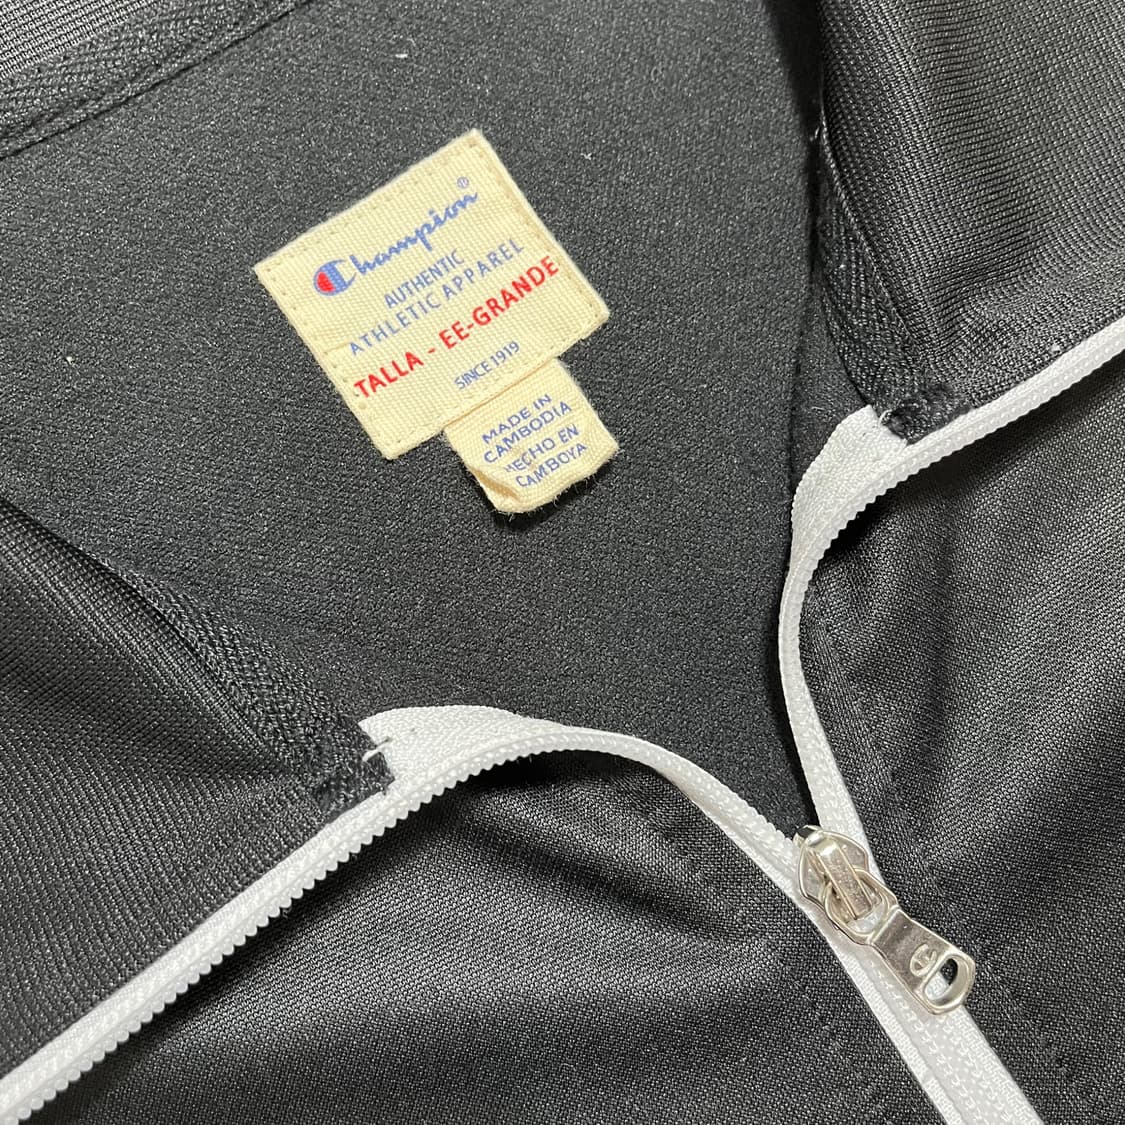 Champion®
AUTHENTIC
ATHLETIC APPAREL
TALLA - EE-GRANDE
SINCE 1919
MADE IN
CAMBODIA
HECHO EN
CAMBOYA